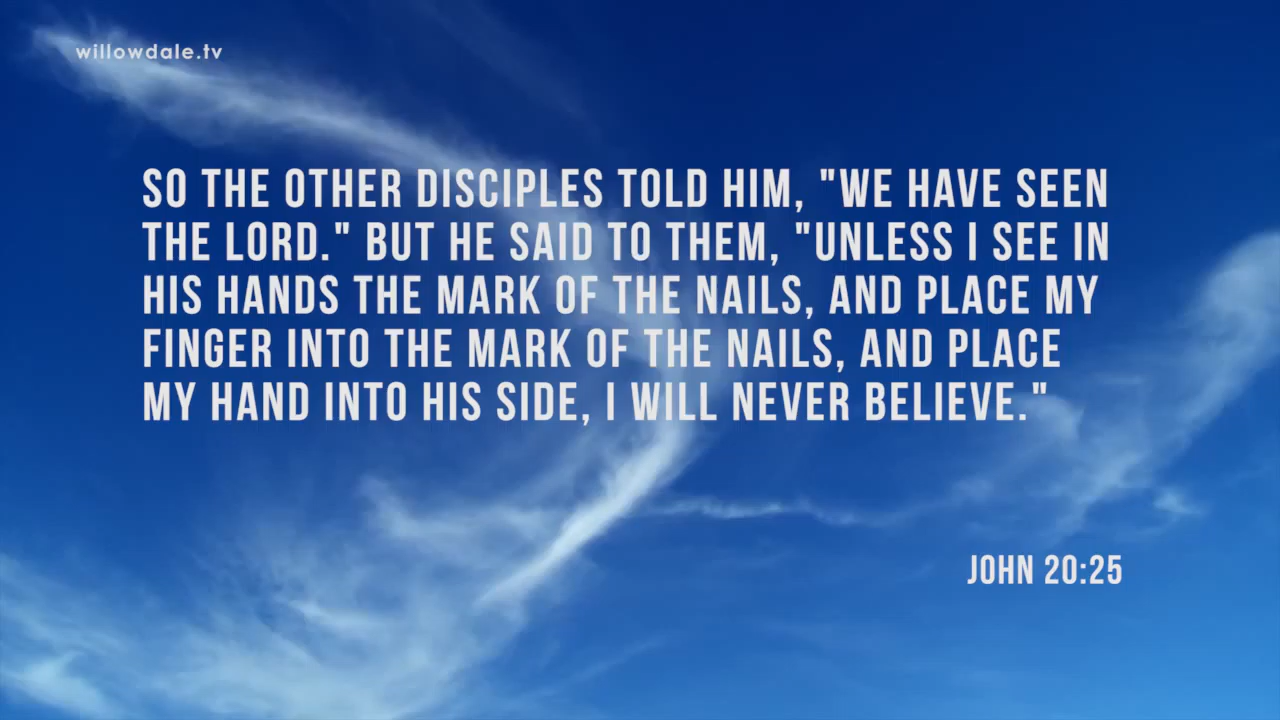 willowdale.tv
SO THE OTHER DISCIPLES TOLD HIM, "WE HAVE SEEN
THE LORD." BUT HE SAID TO THEM, "UNLESS I SEE IN
HIS HANDS THE MARK OF THE NAILS, AND PLACE MY
FINGER INTO THE MARK OF THE NAILS, AND PLACE
MY HAND INTO HIS SIDE, I WILL NEVER BELIEVE."
JOHN 20:25